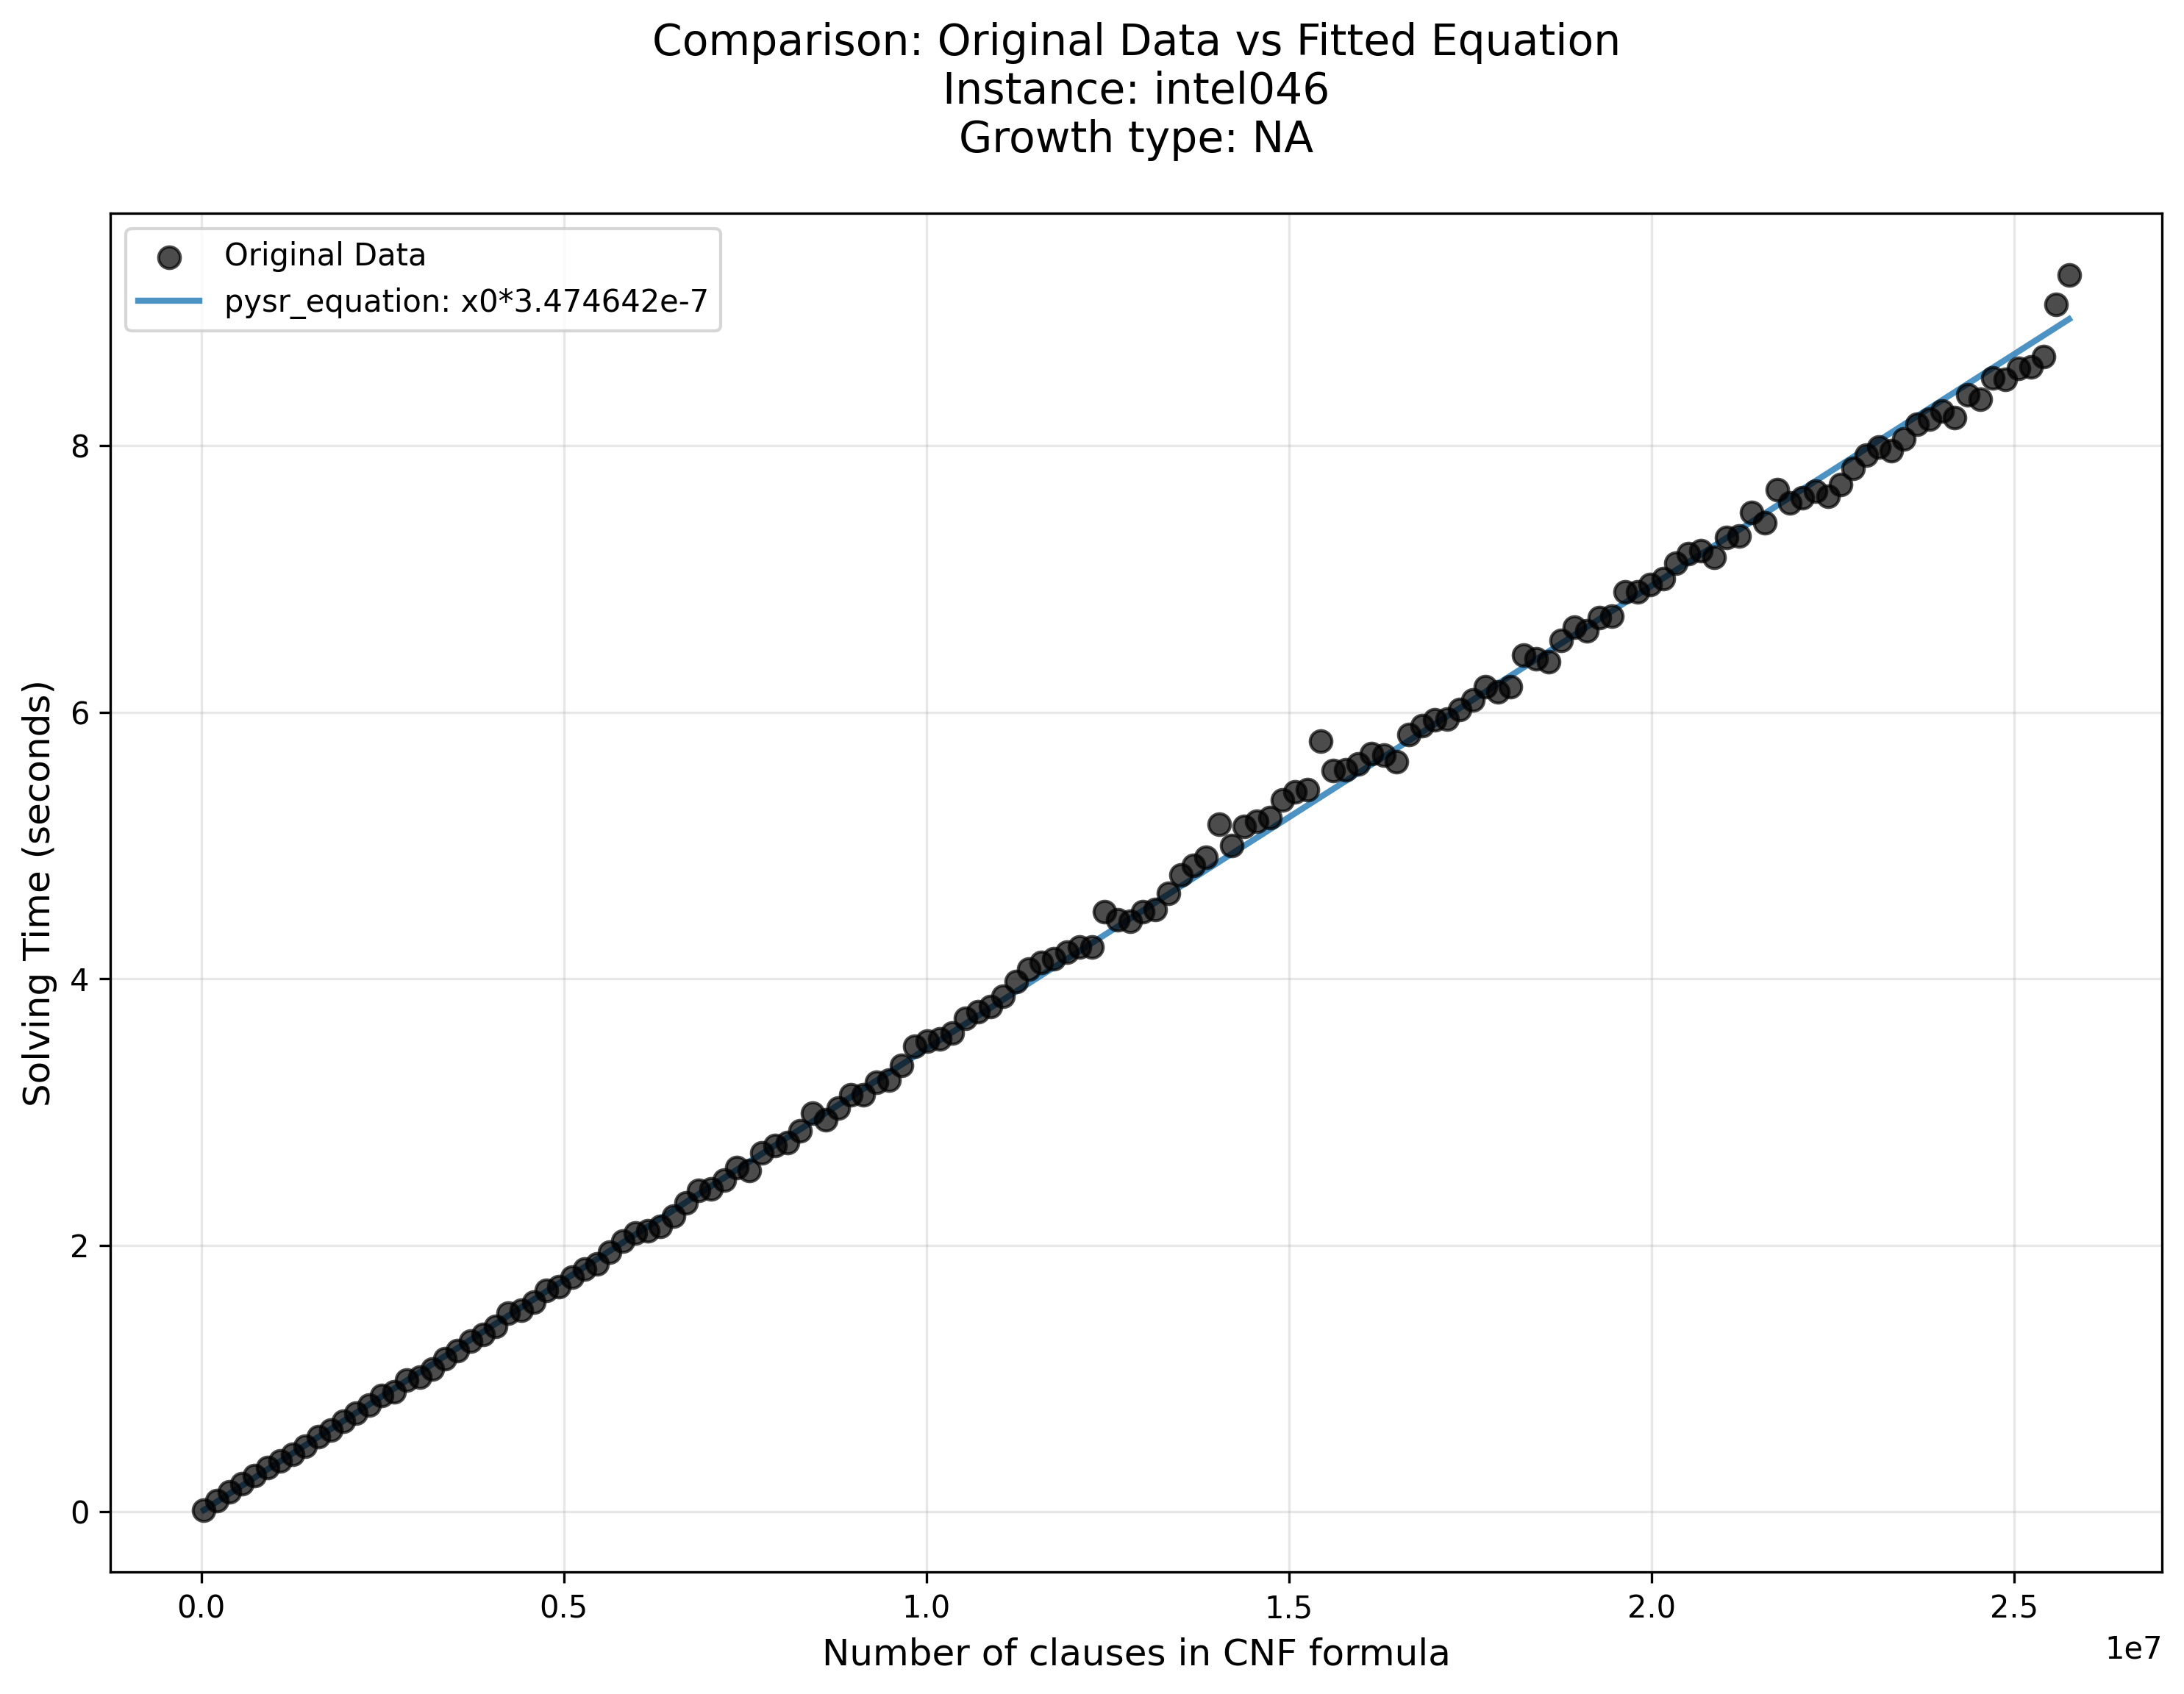 Comparison: Original Data vs Fitted Equation
Instance: intel046
Growth type: NA
Original Data
pysr_equation: x0*3.474642e-7
Solving Time (seconds)
8
6
4
2
0
0.0 0.5 1.0 1.5 2.0 2.5
1e7
Number of clauses in CNF formula